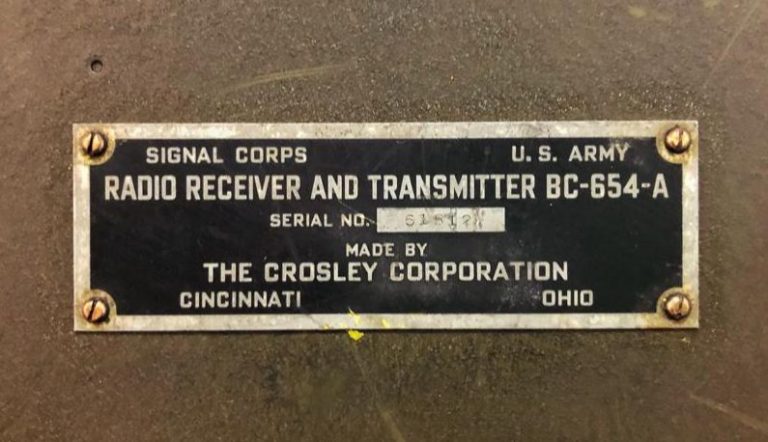 SIGNAL CORPS U. S. ARMY
RADIO RECEIVER AND TRANSMITTER BC-654-A
SERIAL NO.
MADE BY
THE CROSLEY CORPORATION
CINCINNATI OHIO